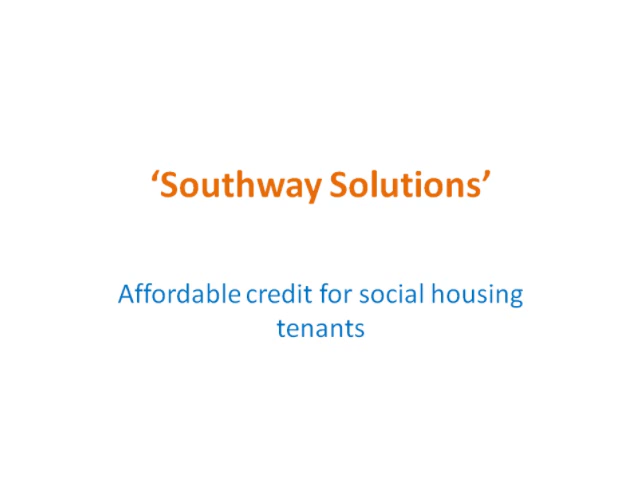 ‘Southway Solutions’
Affordable credit for social housing
tenants